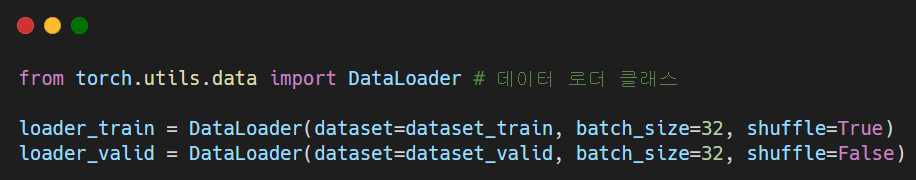 from torch.utils.data import DataLoader # 데이터 로더 클래스
loader_train = DataLoader(dataset=dataset_train, batch_size=32, shuffle=True)
loader_valid = DataLoader(dataset=dataset_valid, batch_size=32, shuffle=False)